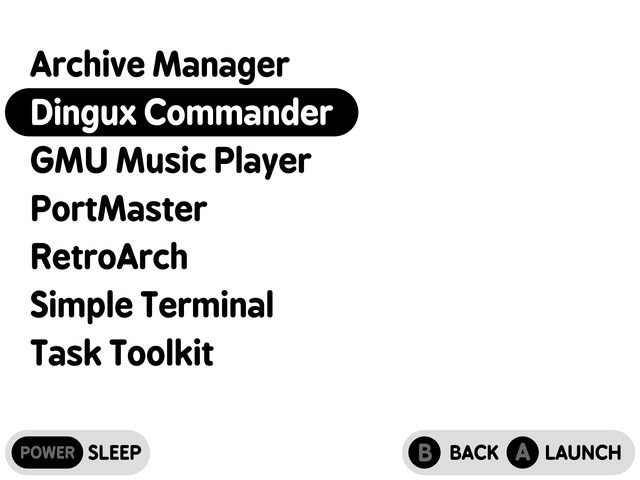 Archive Manager
Dingux Commander
GMU Music Player
PortMaster
RetroArch
Simple Terminal
Task Toolkit
POWER SLEEP
B BACK A LAUNCH